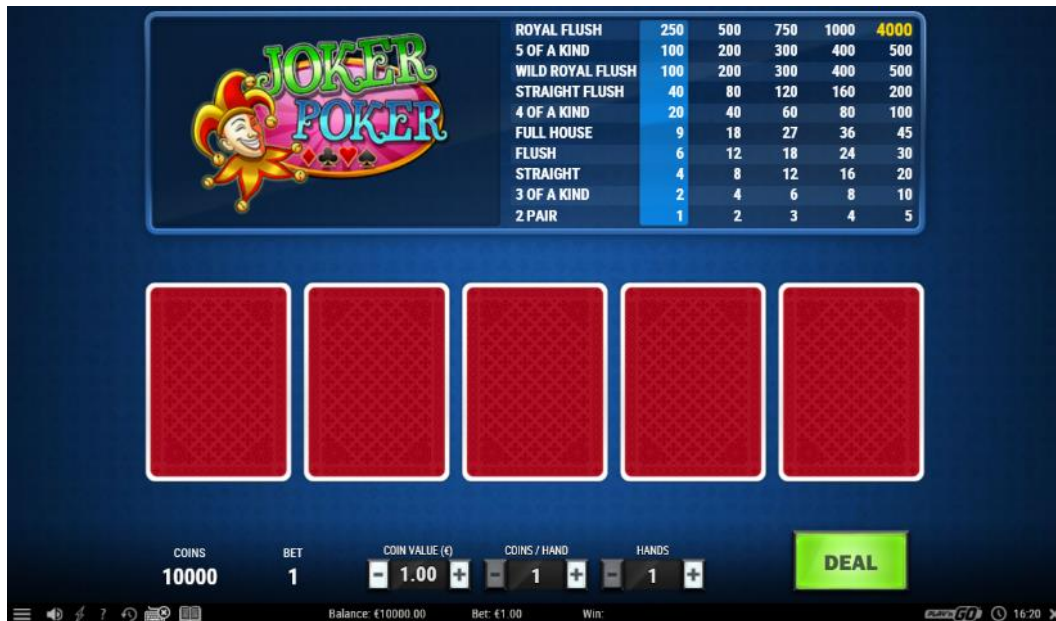 JOKER
POKER
ROYAL FLUSH 250 500 750 1000 4000
5 OF A KIND 100 200 300 400 500
WILD ROYAL FLUSH 100 200 300 400 500
STRAIGHT FLUSH 40 80 120 160 200
4 OF A KIND 20 40 60 80 100
FULL HOUSE 9 18 27 36 45
FLUSH 6 12 18 24 30
STRAIGHT 4 8 12 16 20
3 OF A KIND 2 4 6 8 10
2 PAIR 1 2 3 4 5
COINS BET COIN VALUE (€) COINS / HAND HANDS
10000 1 - 1.00 + - 1 + - 1 + DEAL
? Balance: €10000.00 Bet: €1.00 Win: PLAY'n GO 16:20